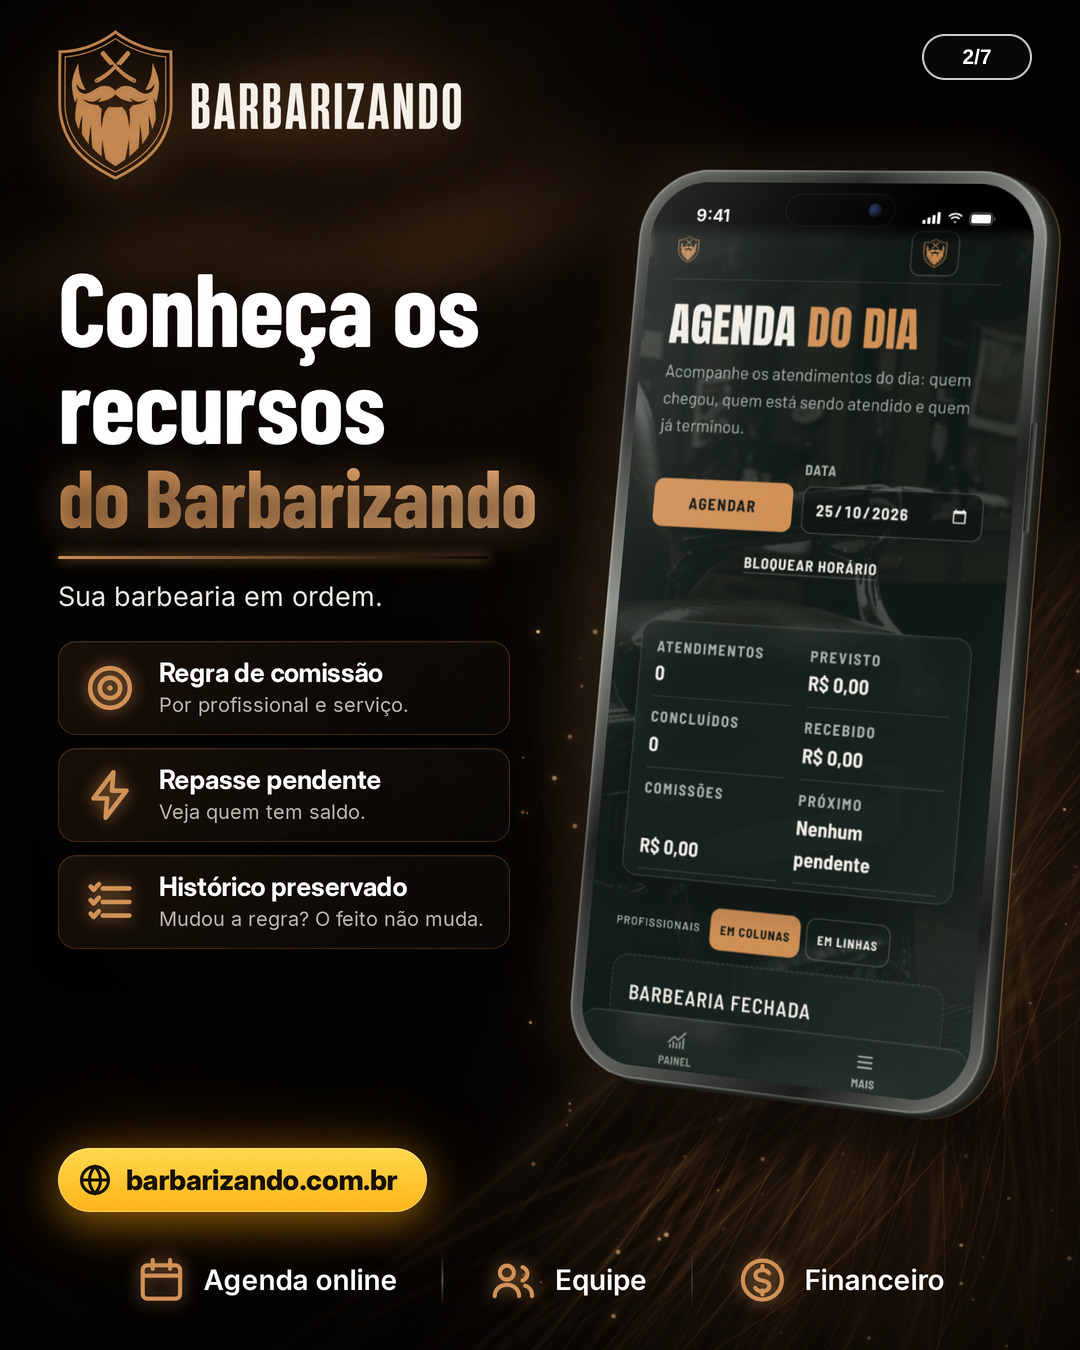 BARBARIZANDO
2/7
Conheça os
recursos
do Barbarizando
Sua barbearia em ordem.
Regra de comissão
Por profissional e serviço.
Repasse pendente
Veja quem tem saldo.
Histórico preservado
Mudou a regra? O feito não muda.
9:41
AGENDA DO DIA
Acompanhe os atendimentos do dia: quem
chegou, quem está sendo atendido e quem
já terminou.
DATA
AGENDAR
25/10/2026
BLOQUEAR HORÁRIO
ATENDIMENTOS
0
PREVISTO
R$ 0,00
CONCLUÍDOS
0
RECEBIDO
R$ 0,00
COMISSÕES
R$ 0,00
PRÓXIMO
Nenhum
pendente
PROFISSIONAIS
EM COLUNAS
EM LINHAS
BARBEARIA FECHADA
PAINEL
MAIS
barbarizando.com.br
Agenda online
Equipe
Financeiro